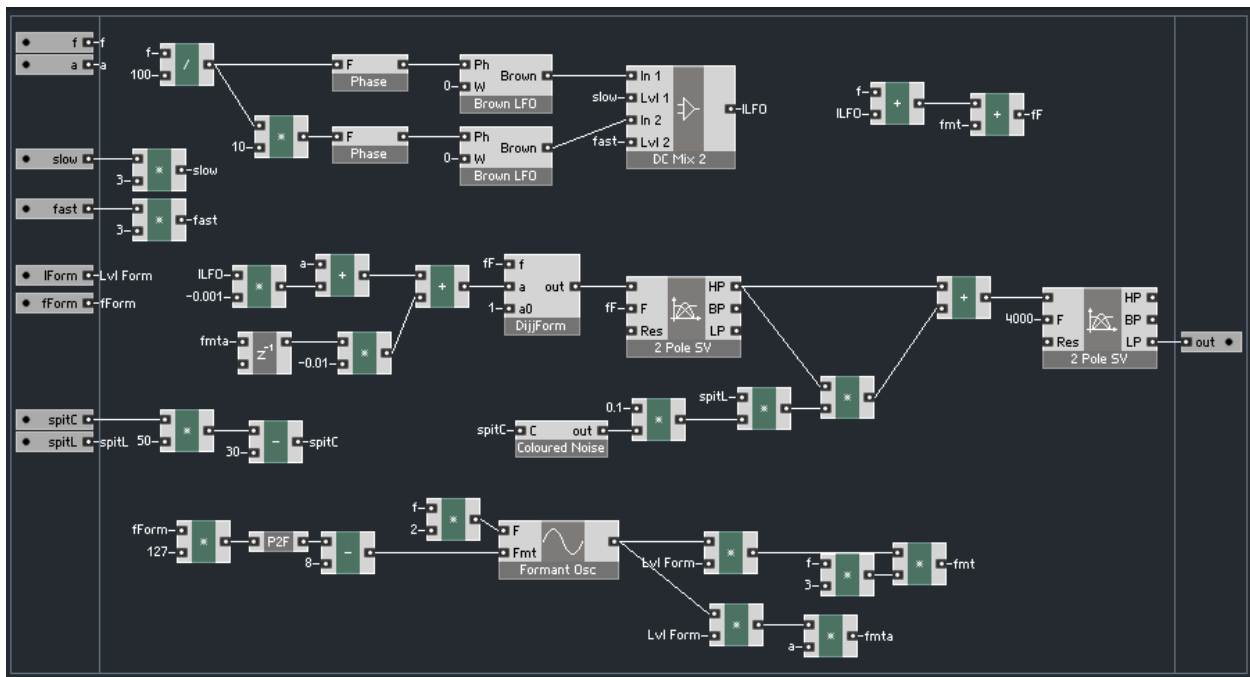 f f
a a
f
100
/
F
Phase
Ph
W
0
Brown
Brown LFO
10
*
F
Phase
Ph
W
0
Brown
Brown LFO
In 1
Lvl 1
In 2
Lvl 2
slow
fast
DC Mix 2
ILFO
f
ILFO
+
fmt
+
fF
slow
3
*
slow
fast
3
*
fast
lForm Lvl Form
fForm fForm
ILFO
-0.001
*
a
+
+
fmta
z-1
-0.01
*
fF
1
f
a
a0
out
DijjForm
fF
F
Res
HP
BP
LP
2 Pole SV
+
4000
F
Res
HP
BP
LP
2 Pole SV
out
spitC
spitL spitL
50
*
30
-
spitC
spitC
C out
Coloured Noise
0.1
*
spitL
*
*
fForm
127
*
P2F
8
-
f
2
*
F
Fmt
Formant Osc
Lvl Form
*
f
3
*
*
fmt
Lvl Form
*
a
*
fmta